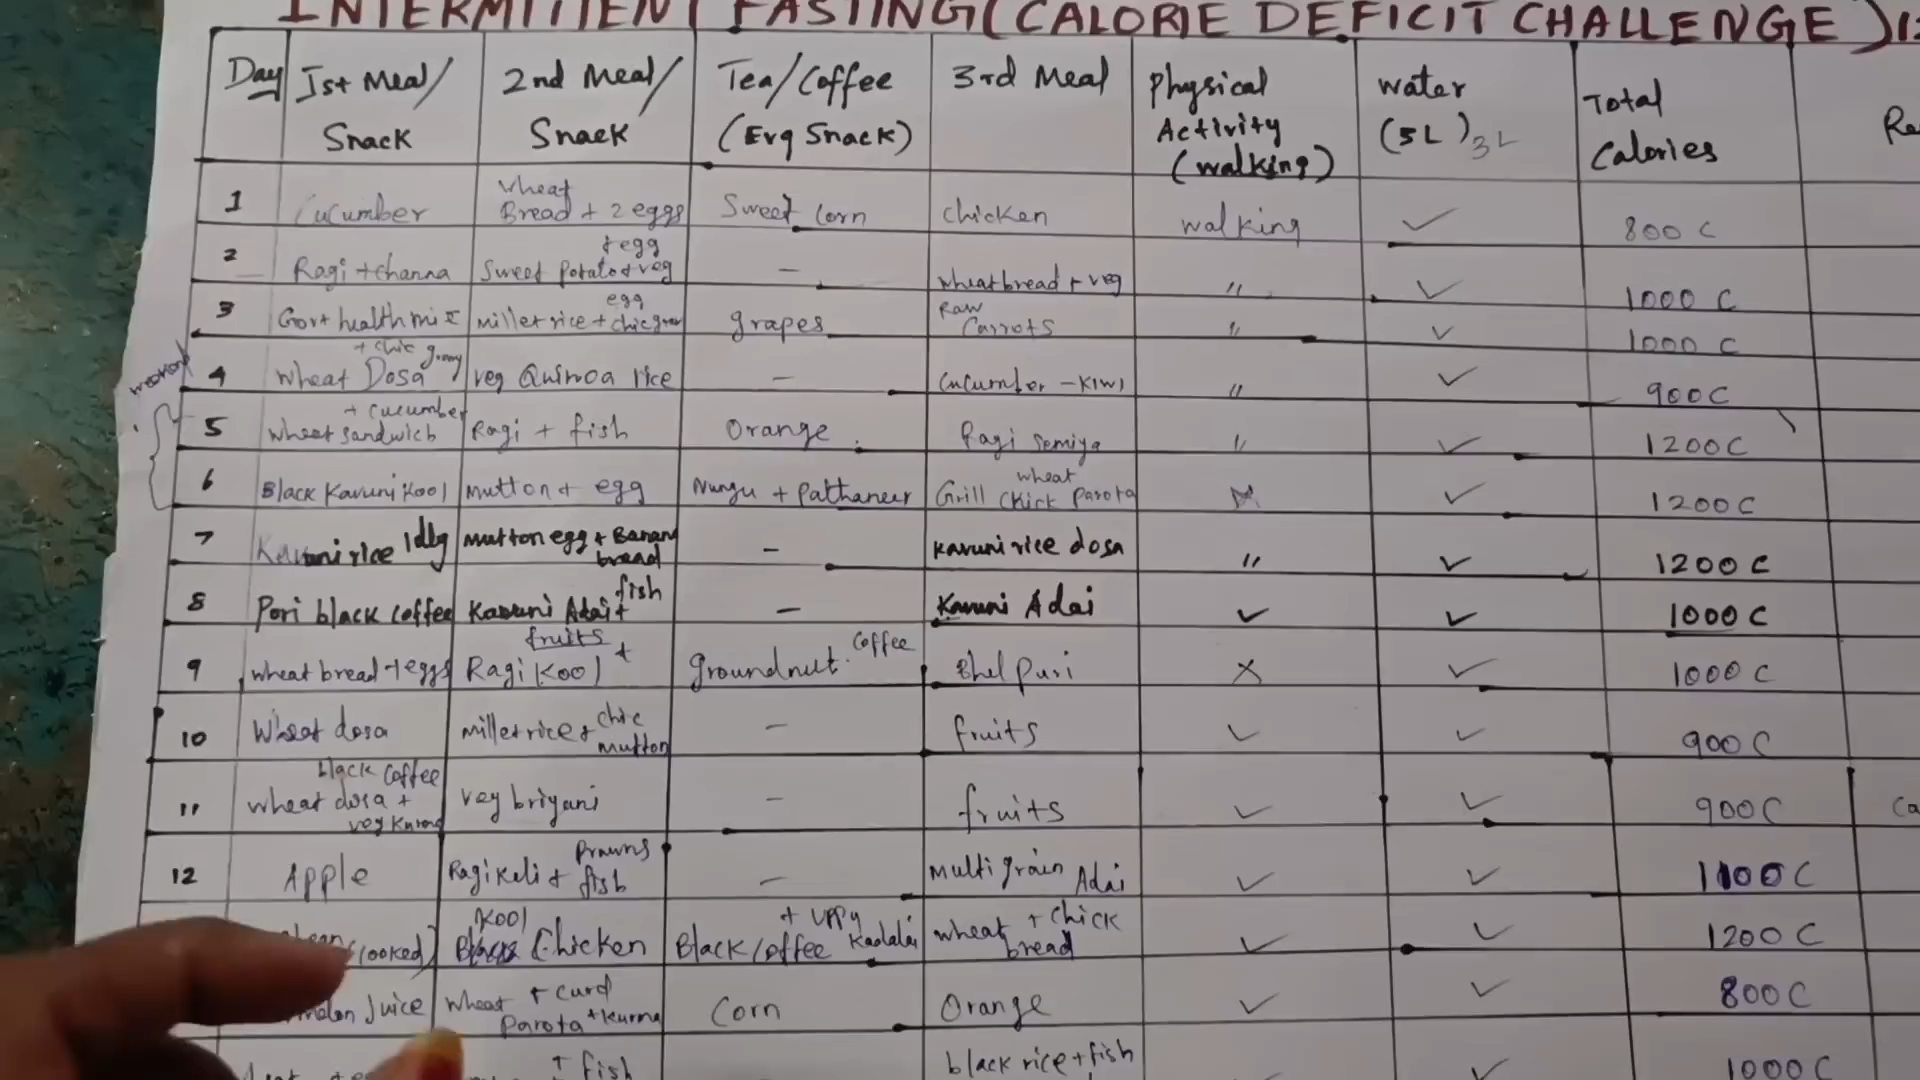 INTERMITTENT FASTING (CALORIE DEFICIT CHALLENGE)
Day 1st Meal/ Snack 2nd Meal/ Snack Tea/Coffee (Evg Snack) 3rd Meal Physical Activity (walking) Water (5L) 3L Total Calories
1 Cucumber Wheat Bread + 2 eggs Sweet Corn Chicken walking ✓ 800 C
2 Ragi + channa Sweet potato + veg + egg — wheat bread + veg " ✓ 1000 C
3 Govt health mix millet rice + egg grapes Raw Carrots " ✓ 1000 C
4 wheat Dosa + chic gravy veg Quinoa rice — Cucumber - Kiwi " ✓ 900 C
5 wheat sandwich + cucumber Ragi + fish Orange Ragi Semiya " ✓ 1200 C
6 Black Kavuni Kool Mutton + egg Nungu + Pathaneer Grill Chick wheat Parota ✓ 1200 C
7 Kavuni rice Idly Mutton egg + Banana bread — Kavuni rice dosa " ✓ 1200 C
8 Pori black coffee Kavuni Adai + fish — Kavuni Adai ✓ ✓ 1000 C
9 wheat bread + eggs Ragi Kool + fruits groundnut. Coffee Bhel Puri X ✓ 1000 C
10 Wheat dosa millet rice + chic mutton — fruits ✓ ✓ 900 C
11 wheat dosa + black coffee veg Kurma veg briyani — fruits ✓ ✓ 900 C Ca
12 Apple Ragi Keli + Prawns fish — multi grain Adai ✓ ✓ 1100 C
cooked) Kool Chicken Black Coffee + uppu Kadalai wheat + chick bread ✓ ✓ 1200 C
Juice wheat Parota + curd + Kurma Corn Orange ✓ ✓ 800 C
+ fish black rice + fish ✓ 1000 C